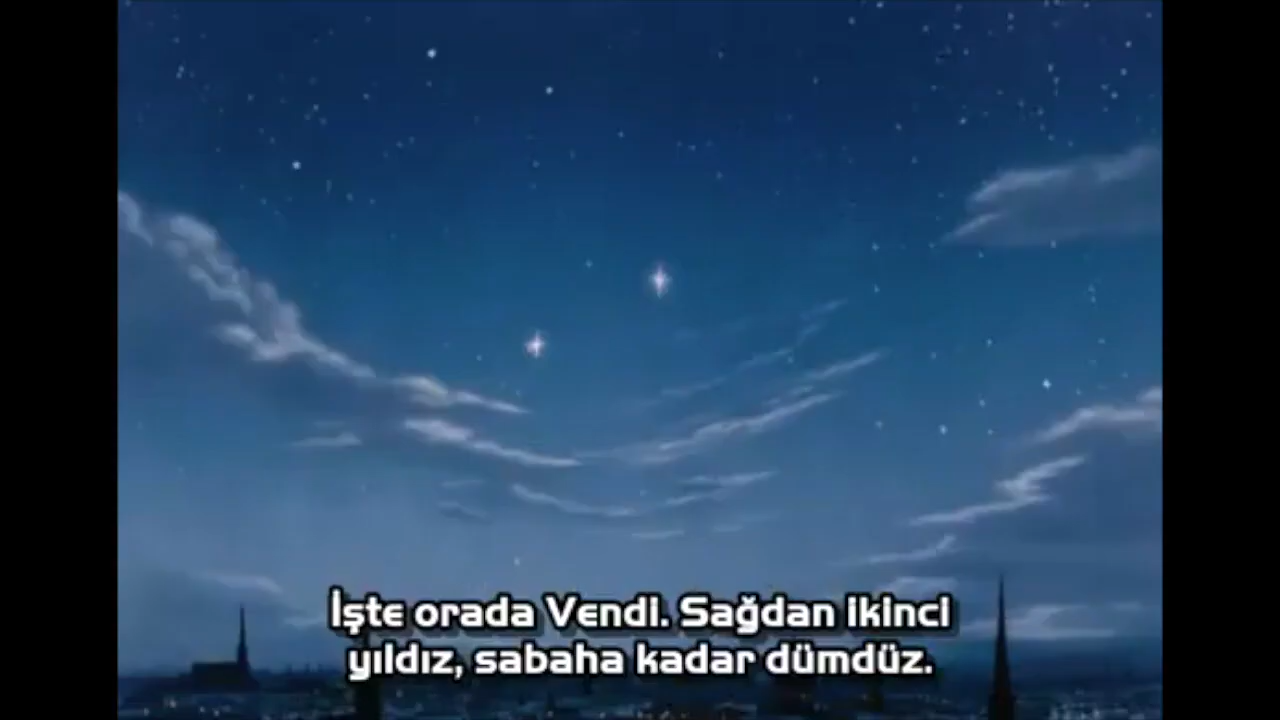 İşte orada Vendi. Sağdan ikinci
yıldız, sabaha kadar dümdüz.